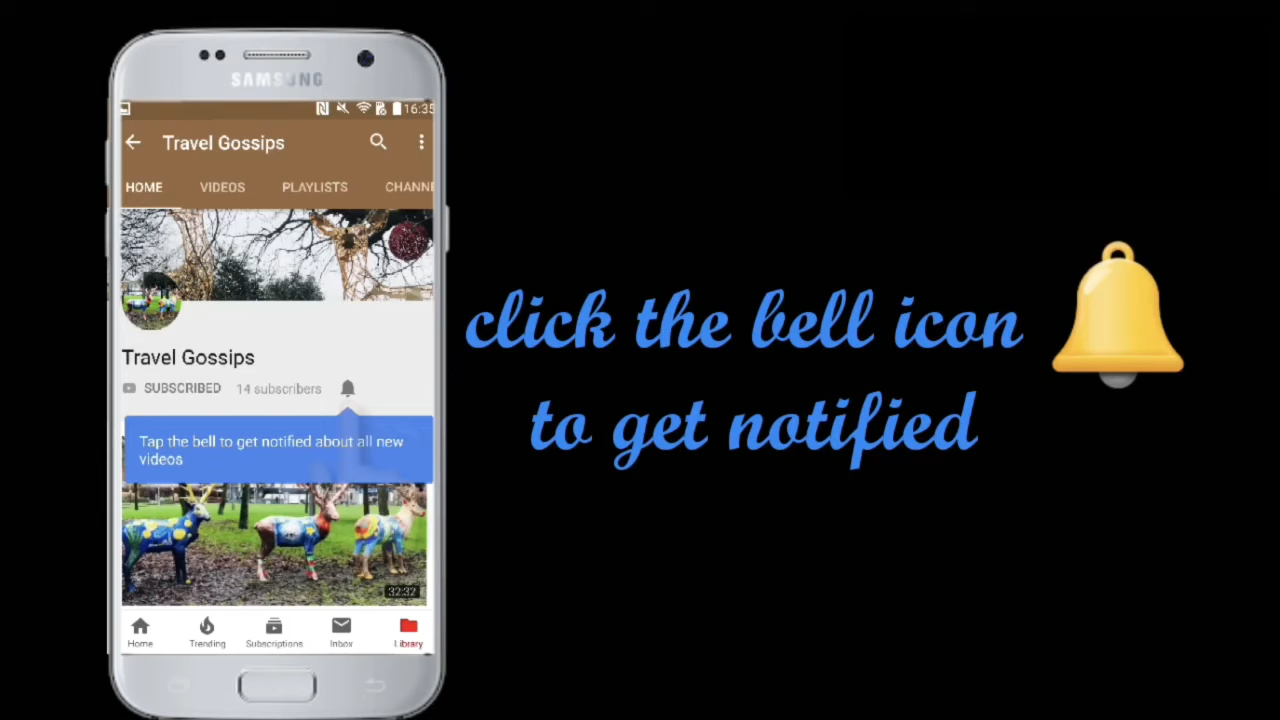 SAMSUNG
16:35
Travel Gossips
HOME VIDEOS PLAYLISTS CHANNE
Travel Gossips
SUBSCRIBED 14 subscribers
Tap the bell to get notified about all new
videos
32:32
Home Trending Subscriptions Inbox Library
click the bell icon
to get notified